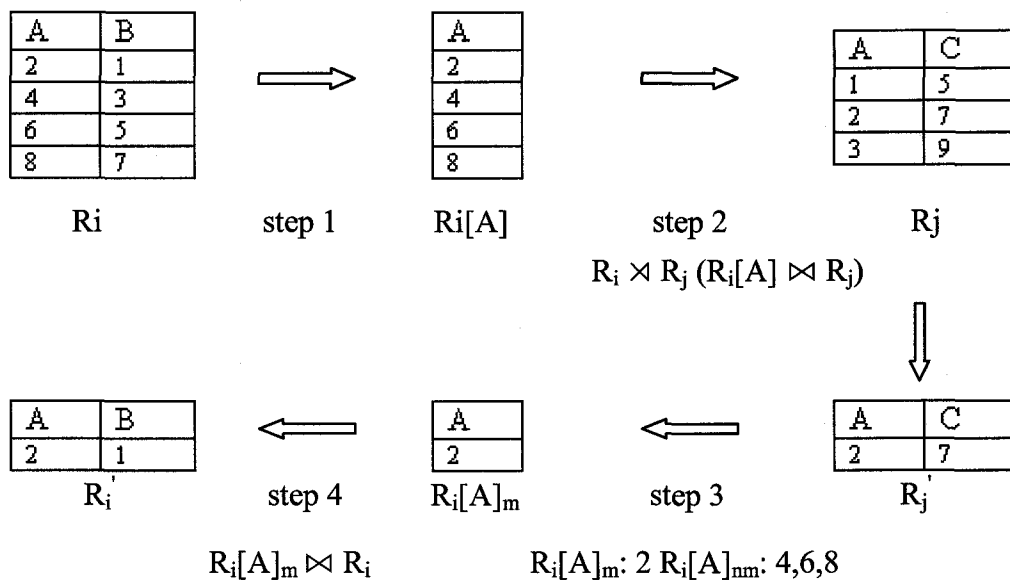 A B
2 1
4 3
6 5
8 7
Ri
step 1
A
2
4
6
8
Ri[A]
step 2
Ri ⋊ Rj (Ri[A] ⋈ Rj)
A C
1 5
2 7
3 9
Rj
A B
2 1
Ri'
step 4
Ri[A]m ⋈ Ri
A
2
Ri[A]m
step 3
Ri[A]m: 2 Ri[A]nm: 4,6,8
A C
2 7
Rj'